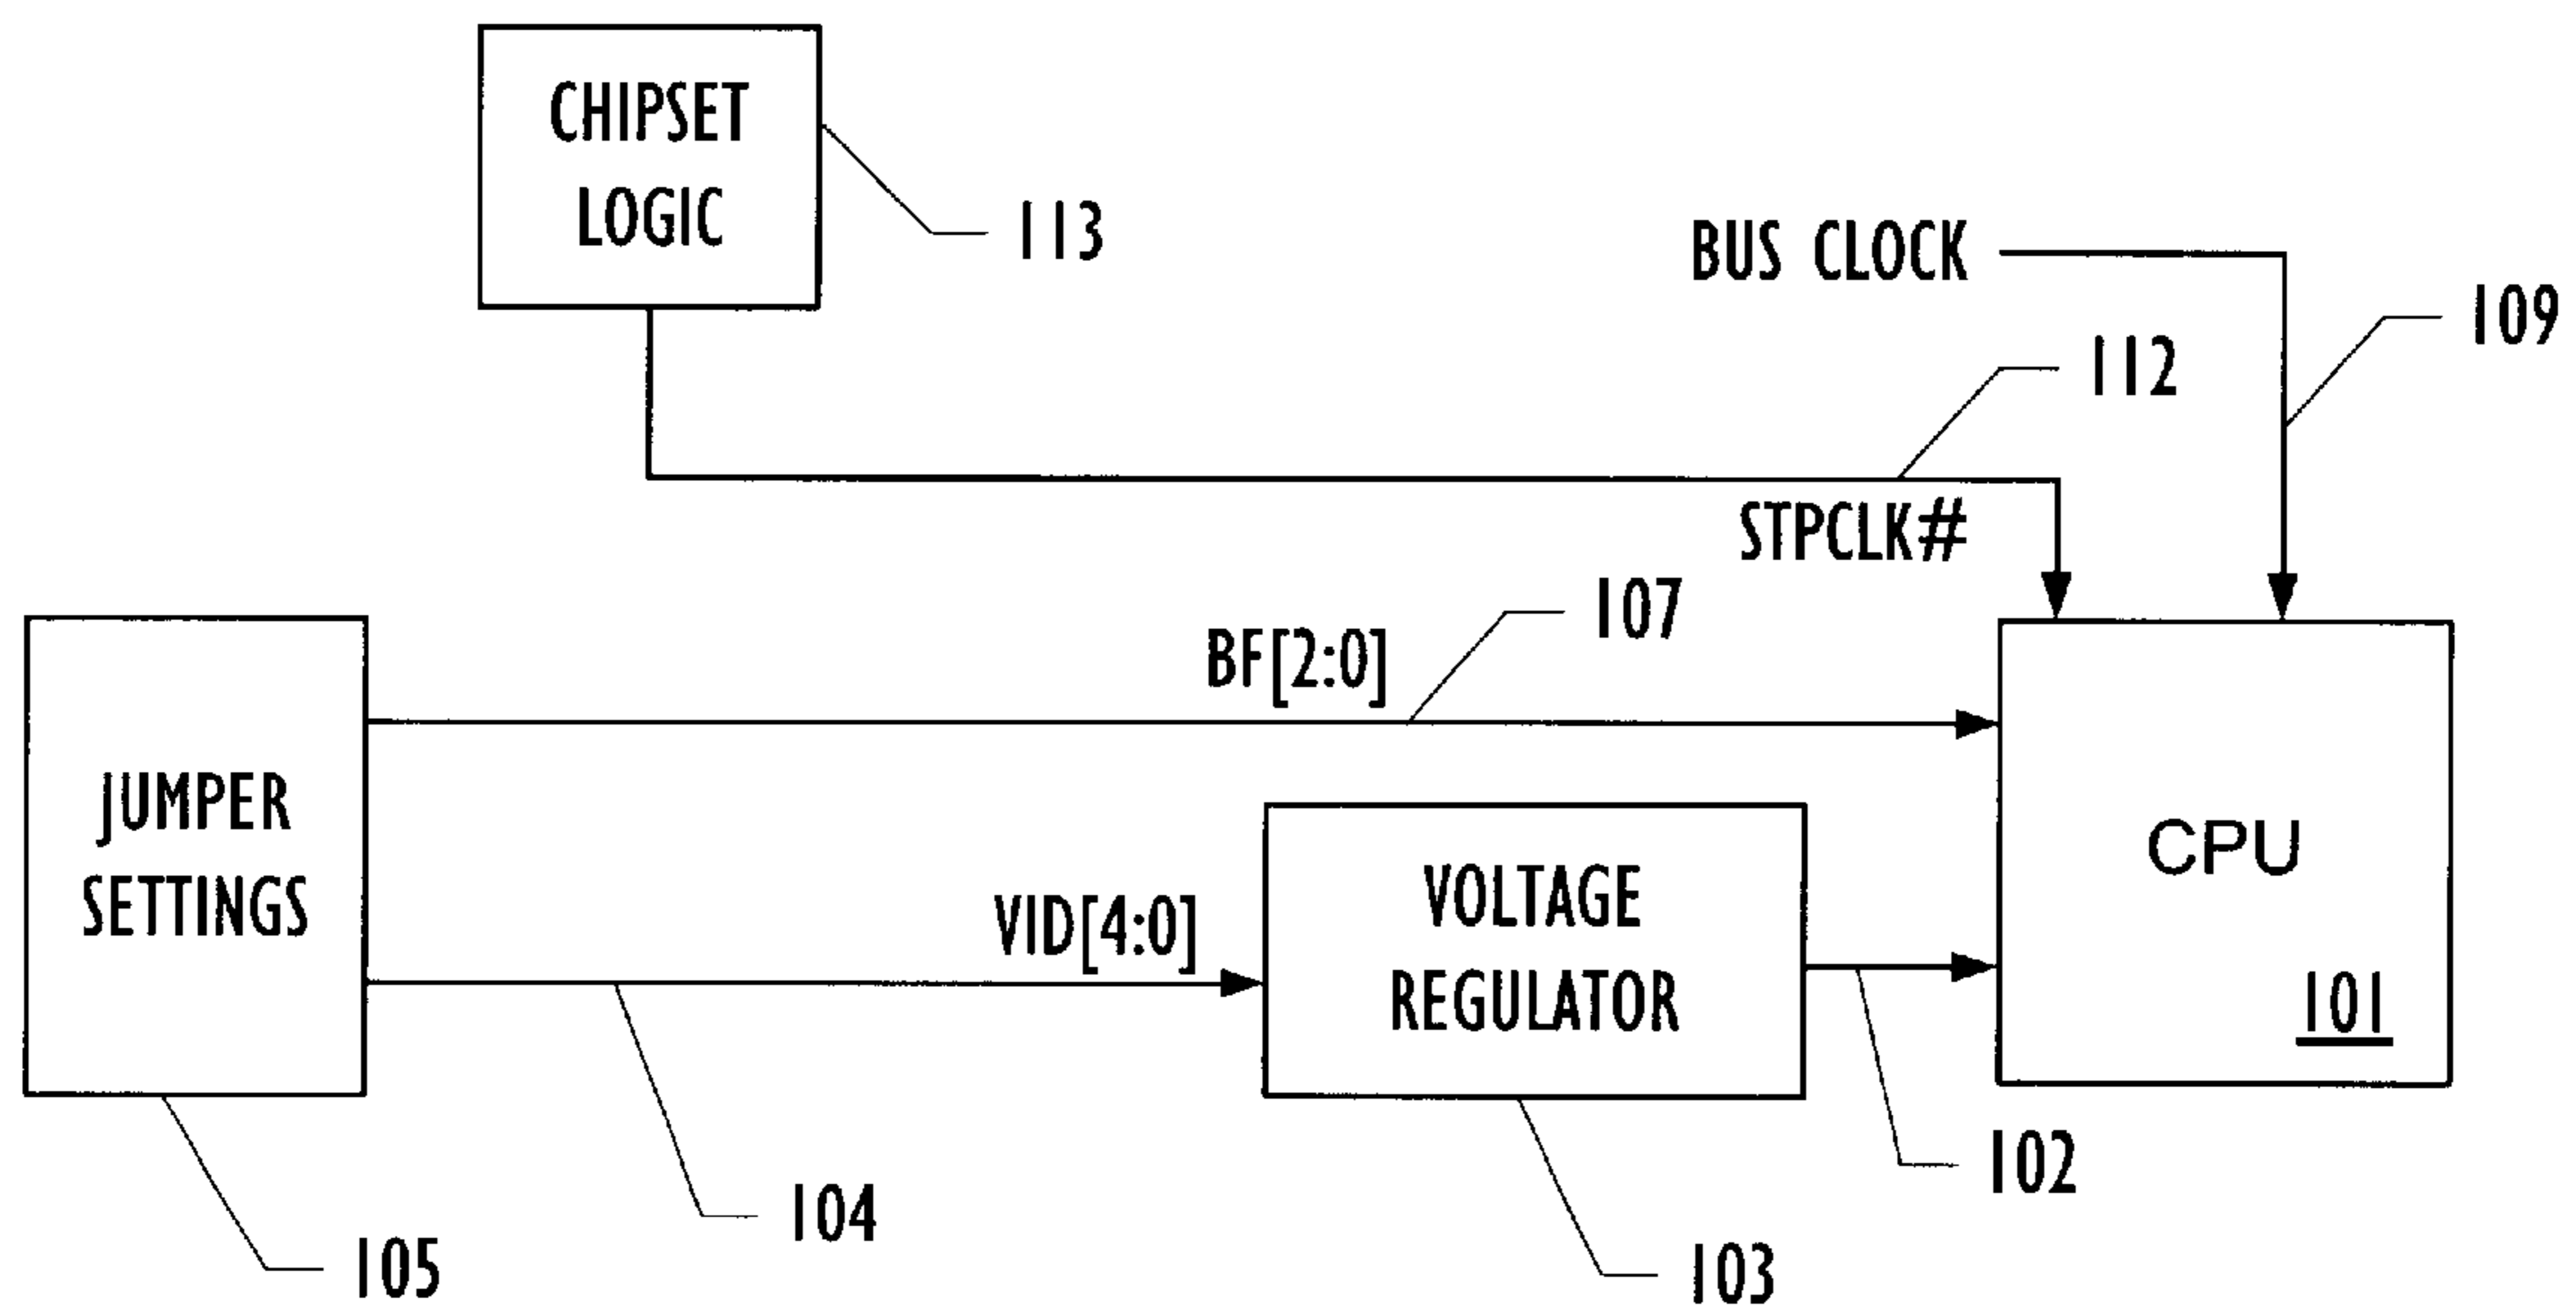 CHIPSET
LOGIC
113
BUS CLOCK
109
112
STPCLK#
107
BF[2:0]
JUMPER
SETTINGS
VID[4:0]
VOLTAGE
REGULATOR
CPU
101
102
104
105
103